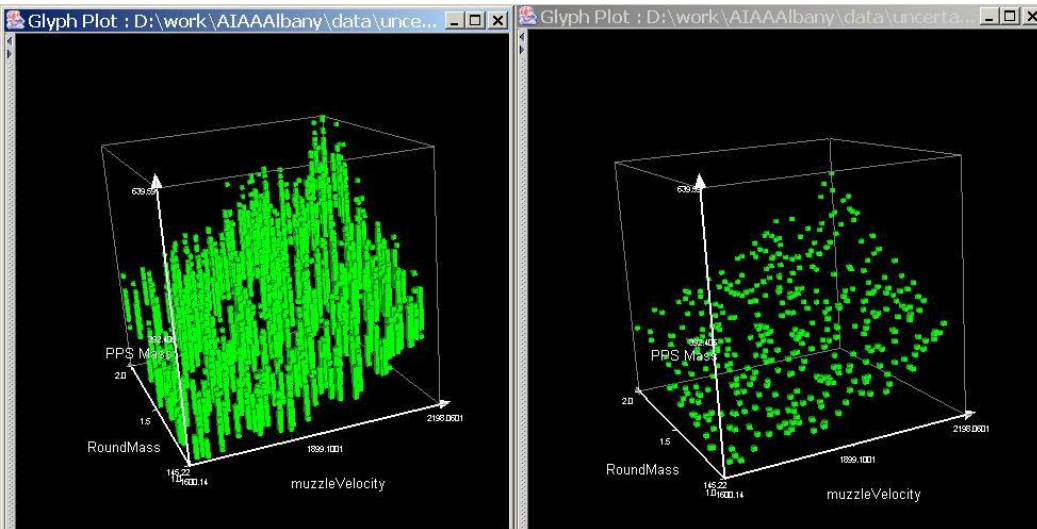 Glyph Plot : D:\work\AIAAAlbany\data\unce...
639.55
PPS Mass
2.0
1.5
RoundMass
145.22
1.0
1600.14
1899.1001
2198.0601
muzzleVelocity
Glyph Plot : D:\work\AIAAAlbany\data\uncerta...
639.55
PPS Mass
2.0
1.5
RoundMass
145.22
1.0
1600.14
1899.1001
2198.0601
muzzleVelocity